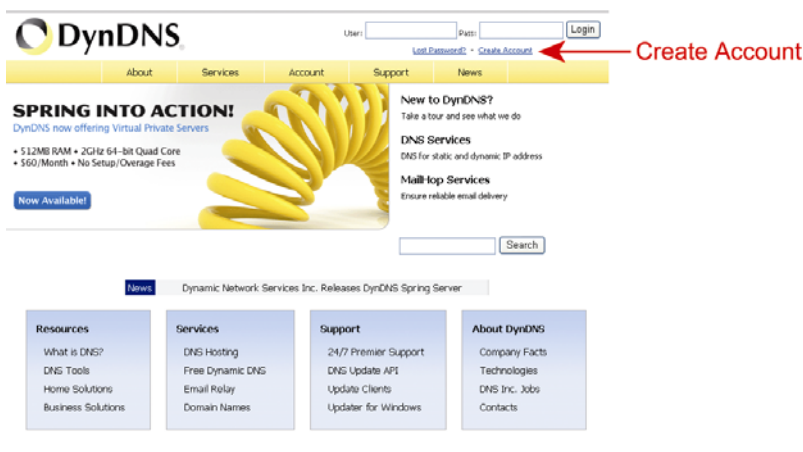 DynDNS
User:
Pass:
Login
Lost Password? • Create Account
Create Account
About Services Account Support News
SPRING INTO ACTION!
DynDNS now offering Virtual Private Servers
• 512MB RAM • 2GHz 64-bit Quad Core
• $60/Month • No Setup/Overage Fees
Now Available!
New to DynDNS?
Take a tour and see what we do
DNS Services
DNS for static and dynamic IP address
MailHop Services
Ensure reliable email delivery
Search
News Dynamic Network Services Inc. Releases DynDNS Spring Server
Resources
What is DNS?
DNS Tools
Home Solutions
Business Solutions
Services
DNS Hosting
Free Dynamic DNS
Email Relay
Domain Names
Support
24/7 Premier Support
DNS Update API
Update Clients
Updater for Windows
About DynDNS
Company Facts
Technologies
DNS Inc. Jobs
Contacts